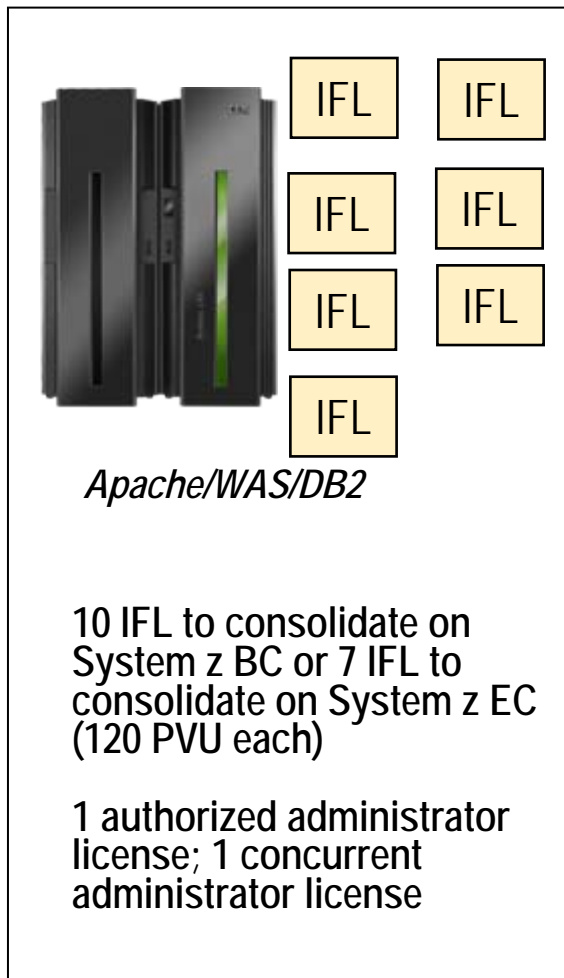 IFL IFL
IFL IFL
IFL IFL
IFL
Apache/WAS/DB2
10 IFL to consolidate on
System z BC or 7 IFL to
consolidate on System z EC
(120 PVU each)
1 authorized administrator
license; 1 concurrent
administrator license